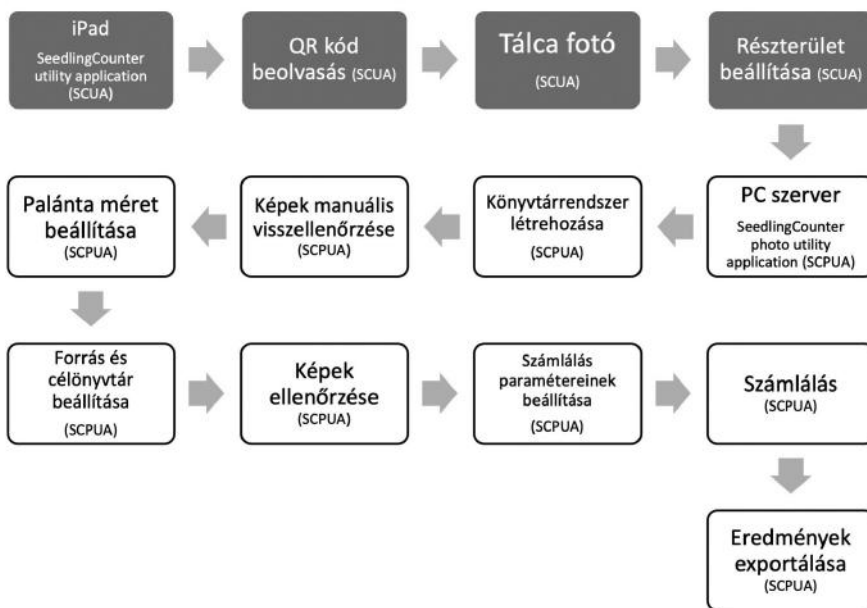 iPad
SeedlingCounter
utility application
(SCUA)
QR kód
beolvasás (SCUA)
Tálca fotó
(SCUA)
Részterület
beállítása (SCUA)
PC szerver
SeedlingCounter
photo utility
application (SCPUA)
Könyvtárrendszer
létrehozása
(SCPUA)
Képek manuális
visszellenőrzése
(SCPUA)
Palánta méret
beállítása
(SCPUA)
Forrás és
célönyvtár
beállítása
(SCPUA)
Képek
ellenőrzése
(SCPUA)
Számlálás
paramétereinek
beállítása
(SCPUA)
Számlálás
(SCPUA)
Eredmények
exportálása
(SCPUA)